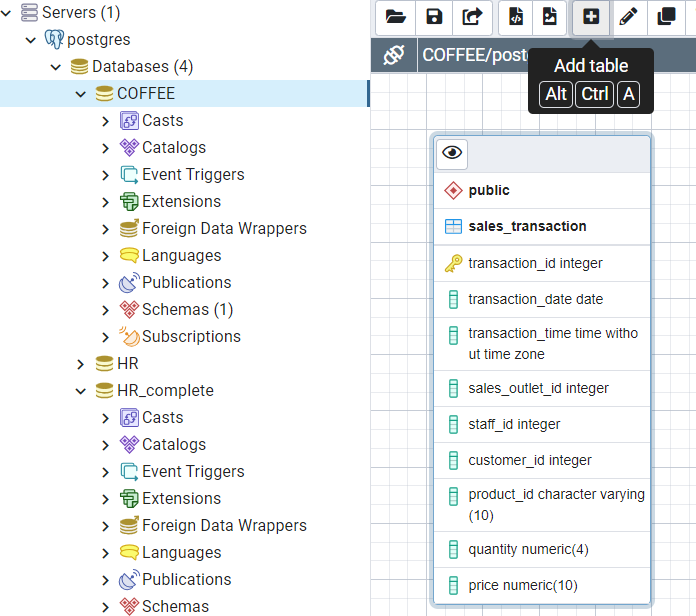 Servers (1)
postgres
Databases (4)
COFFEE
Casts
Catalogs
Event Triggers
Extensions
Foreign Data Wrappers
Languages
Publications
Schemas (1)
Subscriptions
HR
HR_complete
Casts
Catalogs
Event Triggers
Extensions
Foreign Data Wrappers
Languages
Publications
Schemas
COFFEE/post
Add table
Alt Ctrl A
public
sales_transaction
transaction_id integer
transaction_date date
transaction_time time witho
ut time zone
sales_outlet_id integer
staff_id integer
customer_id integer
product_id character varying
(10)
quantity numeric(4)
price numeric(10)